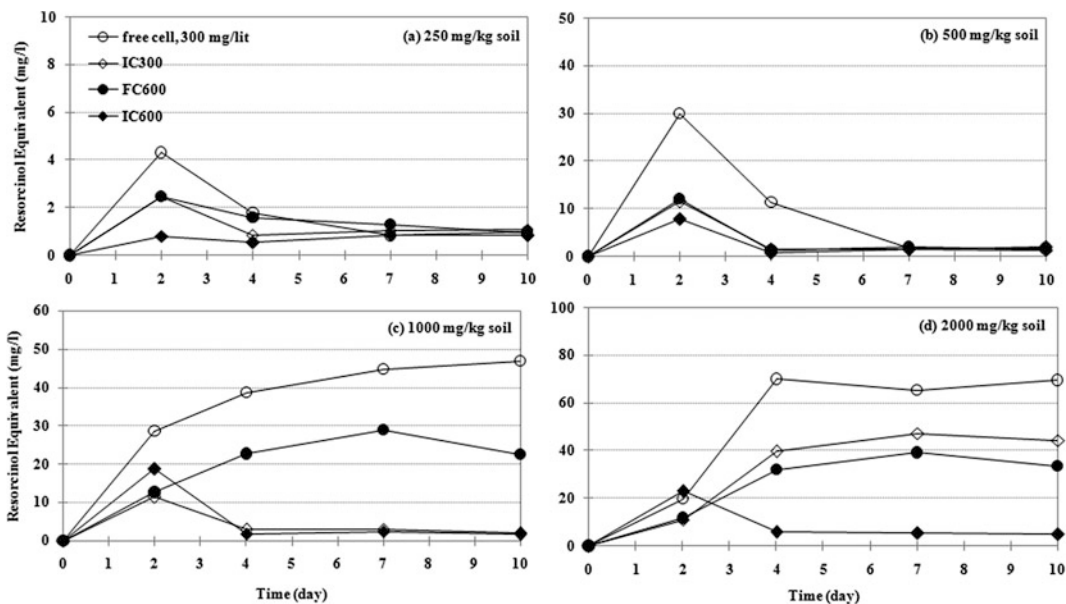 10
(a) 250 mg/kg soil
free cell, 300 mg/lit
8
IC300
6
FC600
IC600
4
2
0
0 1 2 3 4 5 6 7 8 9 10
Resorcinol Equivalent (mg/l)
50
(b) 500 mg/kg soil
40
30
20
10
0
0 1 2 3 4 5 6 7 8 9 10
60
(c) 1000 mg/kg soil
50
40
30
20
10
0
0 1 2 3 4 5 6 7 8 9 10
Resorcinol Equivalent (mg/l)
Time (day)
100
(d) 2000 mg/kg soil
80
60
40
20
0
0 1 2 3 4 5 6 7 8 9 10
Time (day)